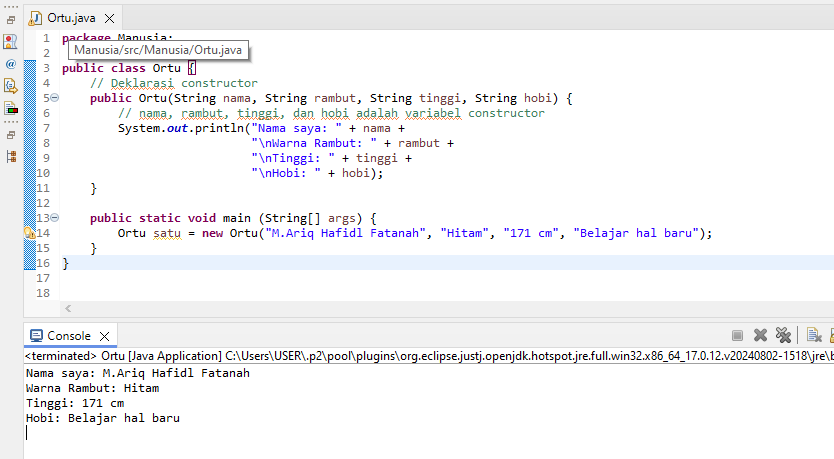 Ortu.java
1 package Manusia;
Manusia/src/Manusia/Ortu.java
2
3 public class Ortu {
4 // Deklarasi constructor
5 public Ortu(String nama, String rambut, String tinggi, String hobi) {
6 // nama, rambut, tinggi, dan hobi adalah variabel constructor
7 System.out.println("Nama saya: " + nama +
8 "\nWarna Rambut: " + rambut +
9 "\nTinggi: " + tinggi +
10 "\nHobi: " + hobi);
11 }
12
13 public static void main (String[] args) {
14 Ortu satu = new Ortu("M.Ariq Hafidl Fatanah", "Hitam", "171 cm", "Belajar hal baru");
15 }
16 }
17
18
Console
<terminated> Ortu [Java Application] C:\Users\USER\.p2\pool\plugins\org.eclipse.justj.openjdk.hotspot.jre.full.win32.x86_64_17.0.12.v20240802-1518\jre\b
Nama saya: M.Ariq Hafidl Fatanah
Warna Rambut: Hitam
Tinggi: 171 cm
Hobi: Belajar hal baru